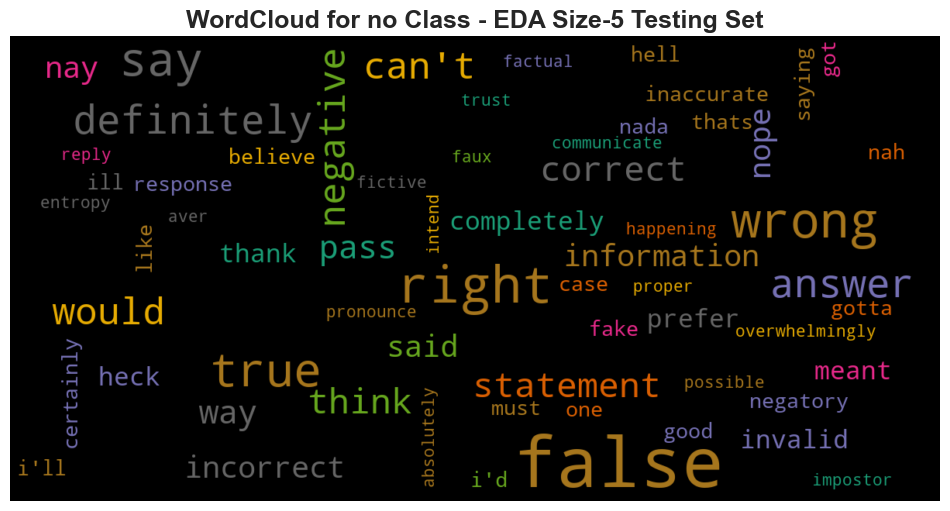 WordCloud for no Class - EDA Size-5 Testing Set
nay
say
can't
factual
hell
saying
got
negative
definitely
trust
inaccurate
nada
thats
nope
reply
believe
faux
communicate
correct
nah
ill
response
fictive
entropy
aver
like
intend
completely
happening
wrong
thank
pass
information
right
case
proper
answer
would
pronounce
gotta
fake
prefer
overwhelmingly
said
certainly
heck
true
think
statement
possible
meant
way
absolutely
must
one
negatory
good
invalid
i'll
incorrect
i'd
false
impostor